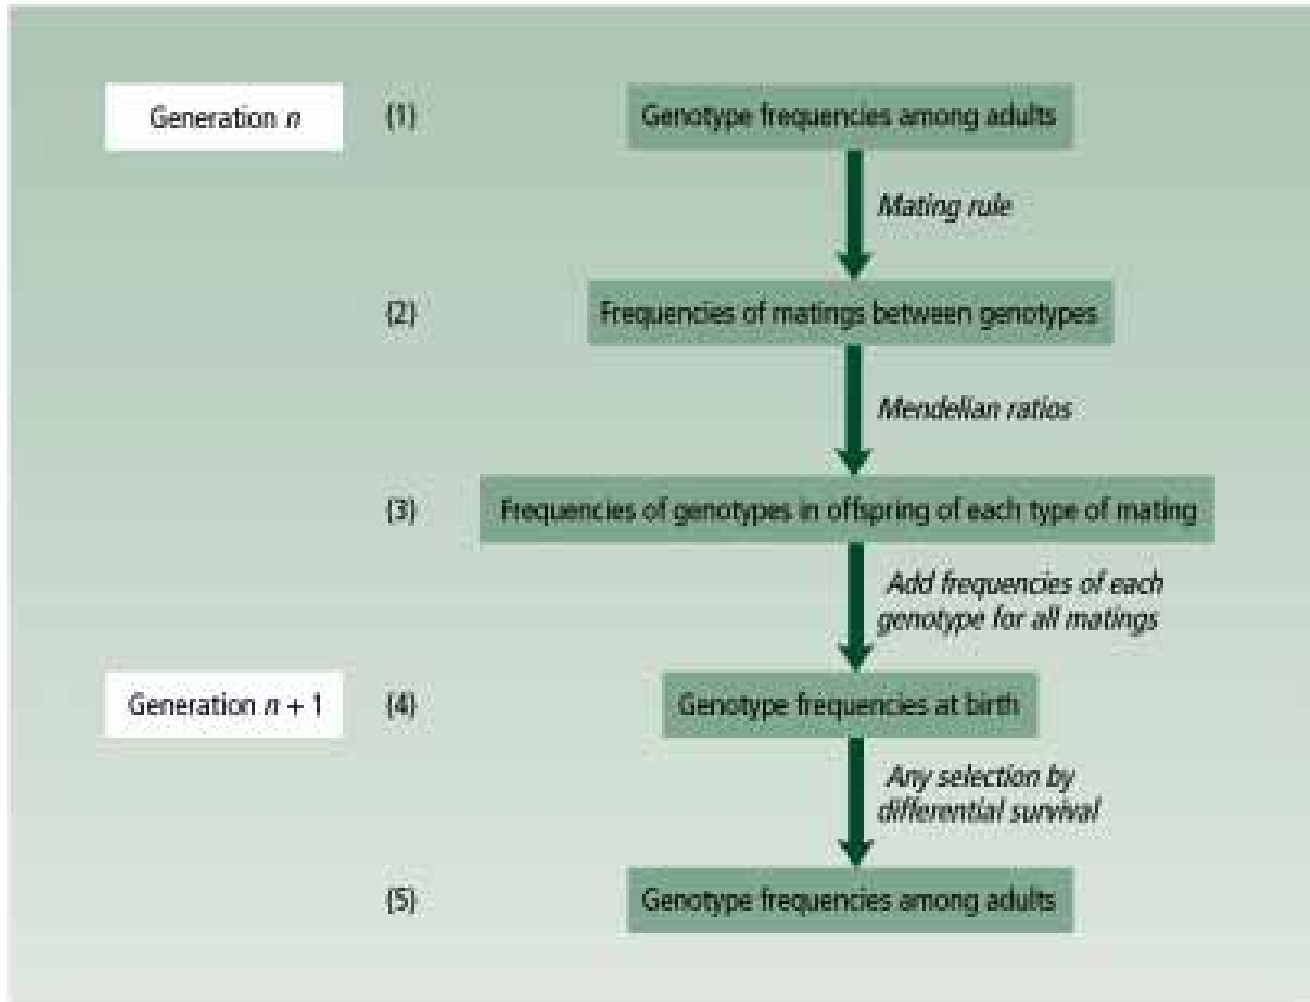 Generation n (1) Genotype frequencies among adults
Mating rule
(2) Frequencies of matings between genotypes
Mendelian ratios
(3) Frequencies of genotypes in offspring of each type of mating
Add frequencies of each
genotype for all matings
Generation n + 1 (4) Genotype frequencies at birth
Any selection by
differential survival
(5) Genotype frequencies among adults